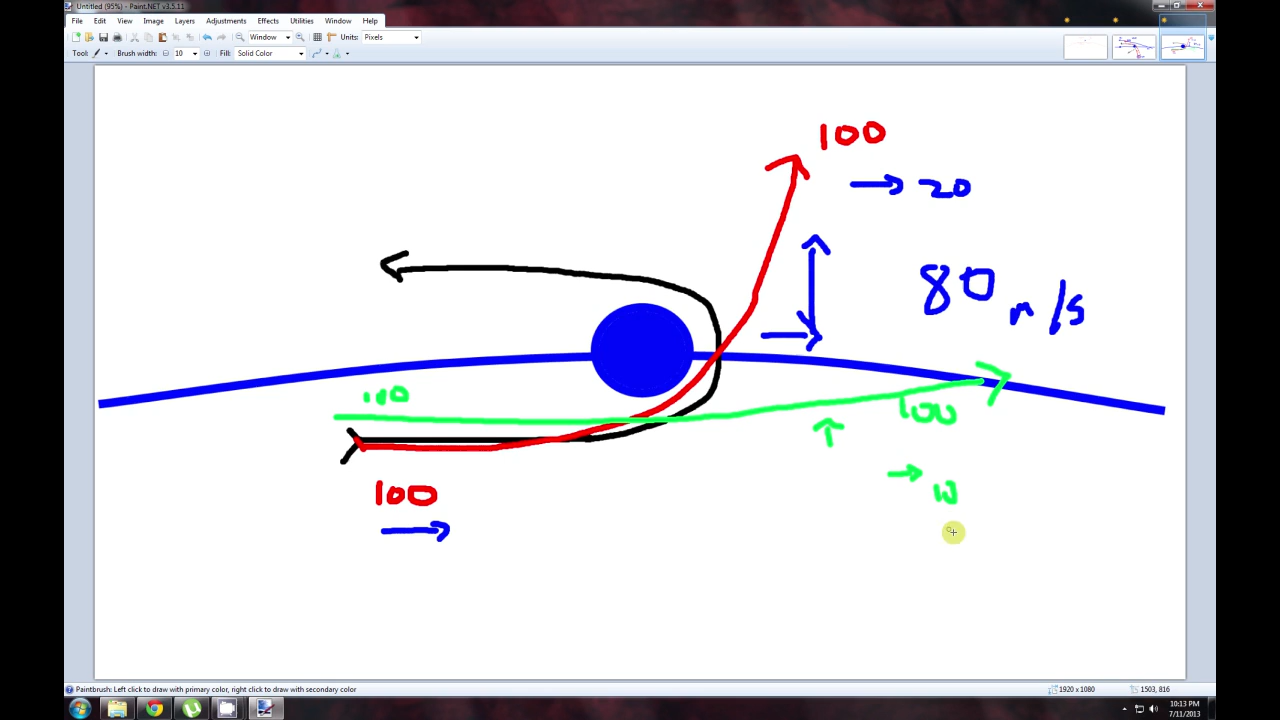 Untitled (95%) - Paint.NET v3.5.11
File Edit View Image Layers Adjustments Effects Utilities Window Help
Window Units: Pixels
Tool: Brush width: 10 Fill: Solid Color
100
20
80 m/s
100
100
10
Paintbrush: Left click to draw with primary color, right click to draw with secondary color
1920 x 1080
1503, 816
10:13 PM
7/11/2013